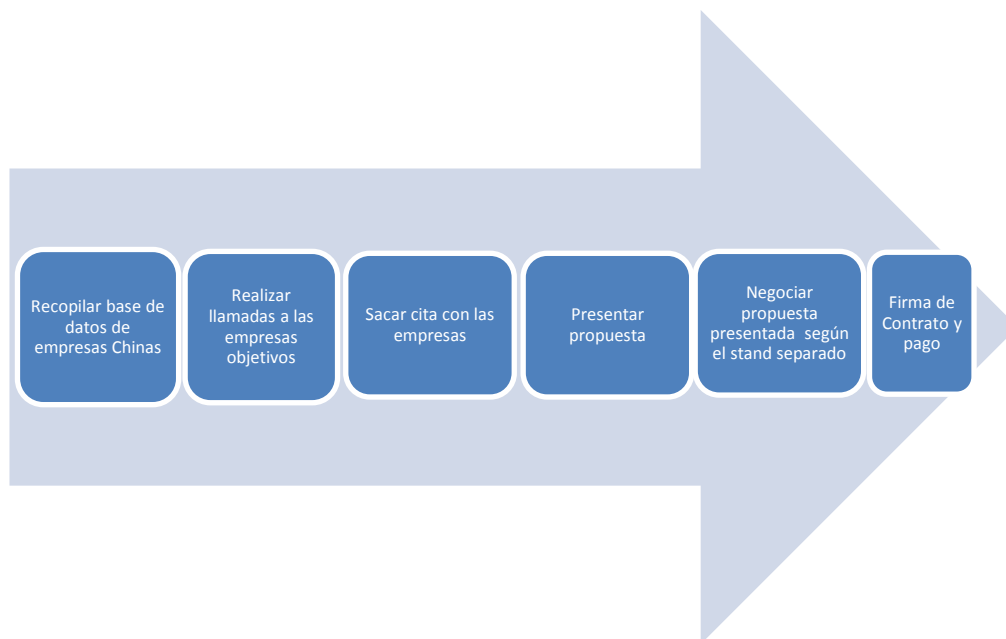 Recopilar base de
datos de
empresas Chinas
Realizar
llamadas a las
empresas
objetivos
Sacar cita con las
empresas
Presentar
propuesta
Negociar
propuesta
presentada  según
el stand separado
Firma de
Contrato y
pago